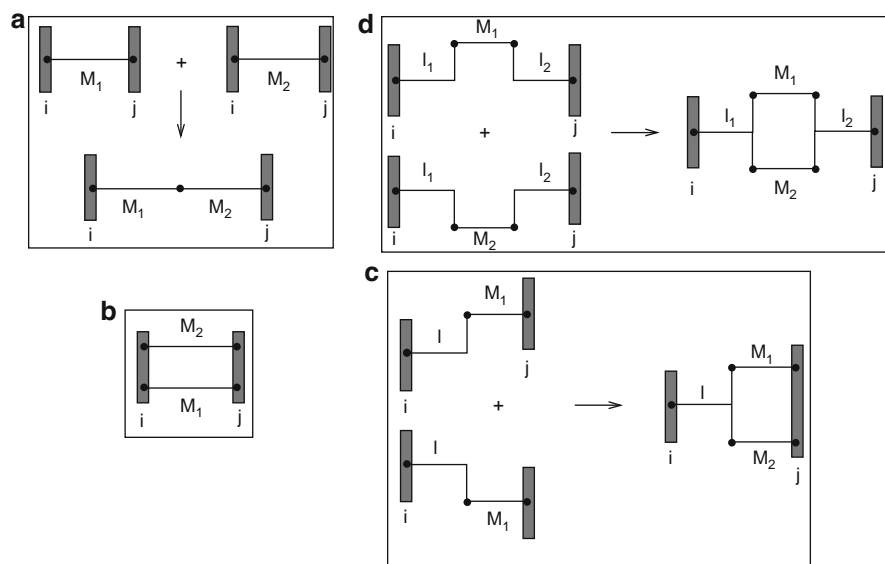 a
M₁ + M₂
i j i j
M₁ M₂
i j
b
M₂
M₁
i j
d
M₁
l₁ l₂
i j
+
l₁ l₂
M₂
i j
M₁
l₁ l₂
M₂
i j
c
M₁
l
j
i
+
l
M₁
i
M₁
l
M₂
i
j